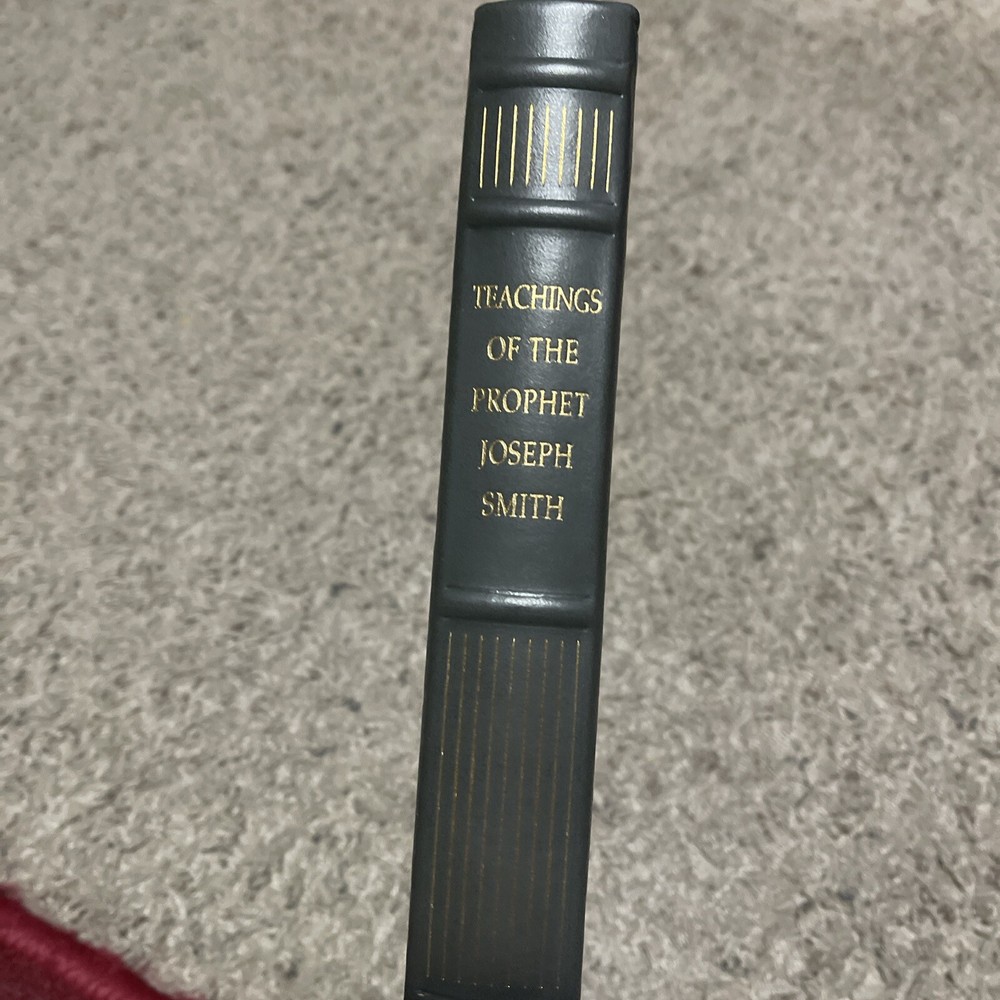 TEACHINGS
OF THE
PROPHET
JOSEPH
SMITH